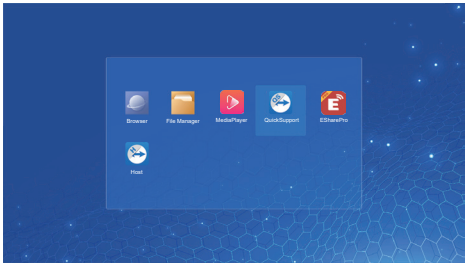 Browser
File Manager
MediaPlayer
QuickSupport
ESharePro
Host